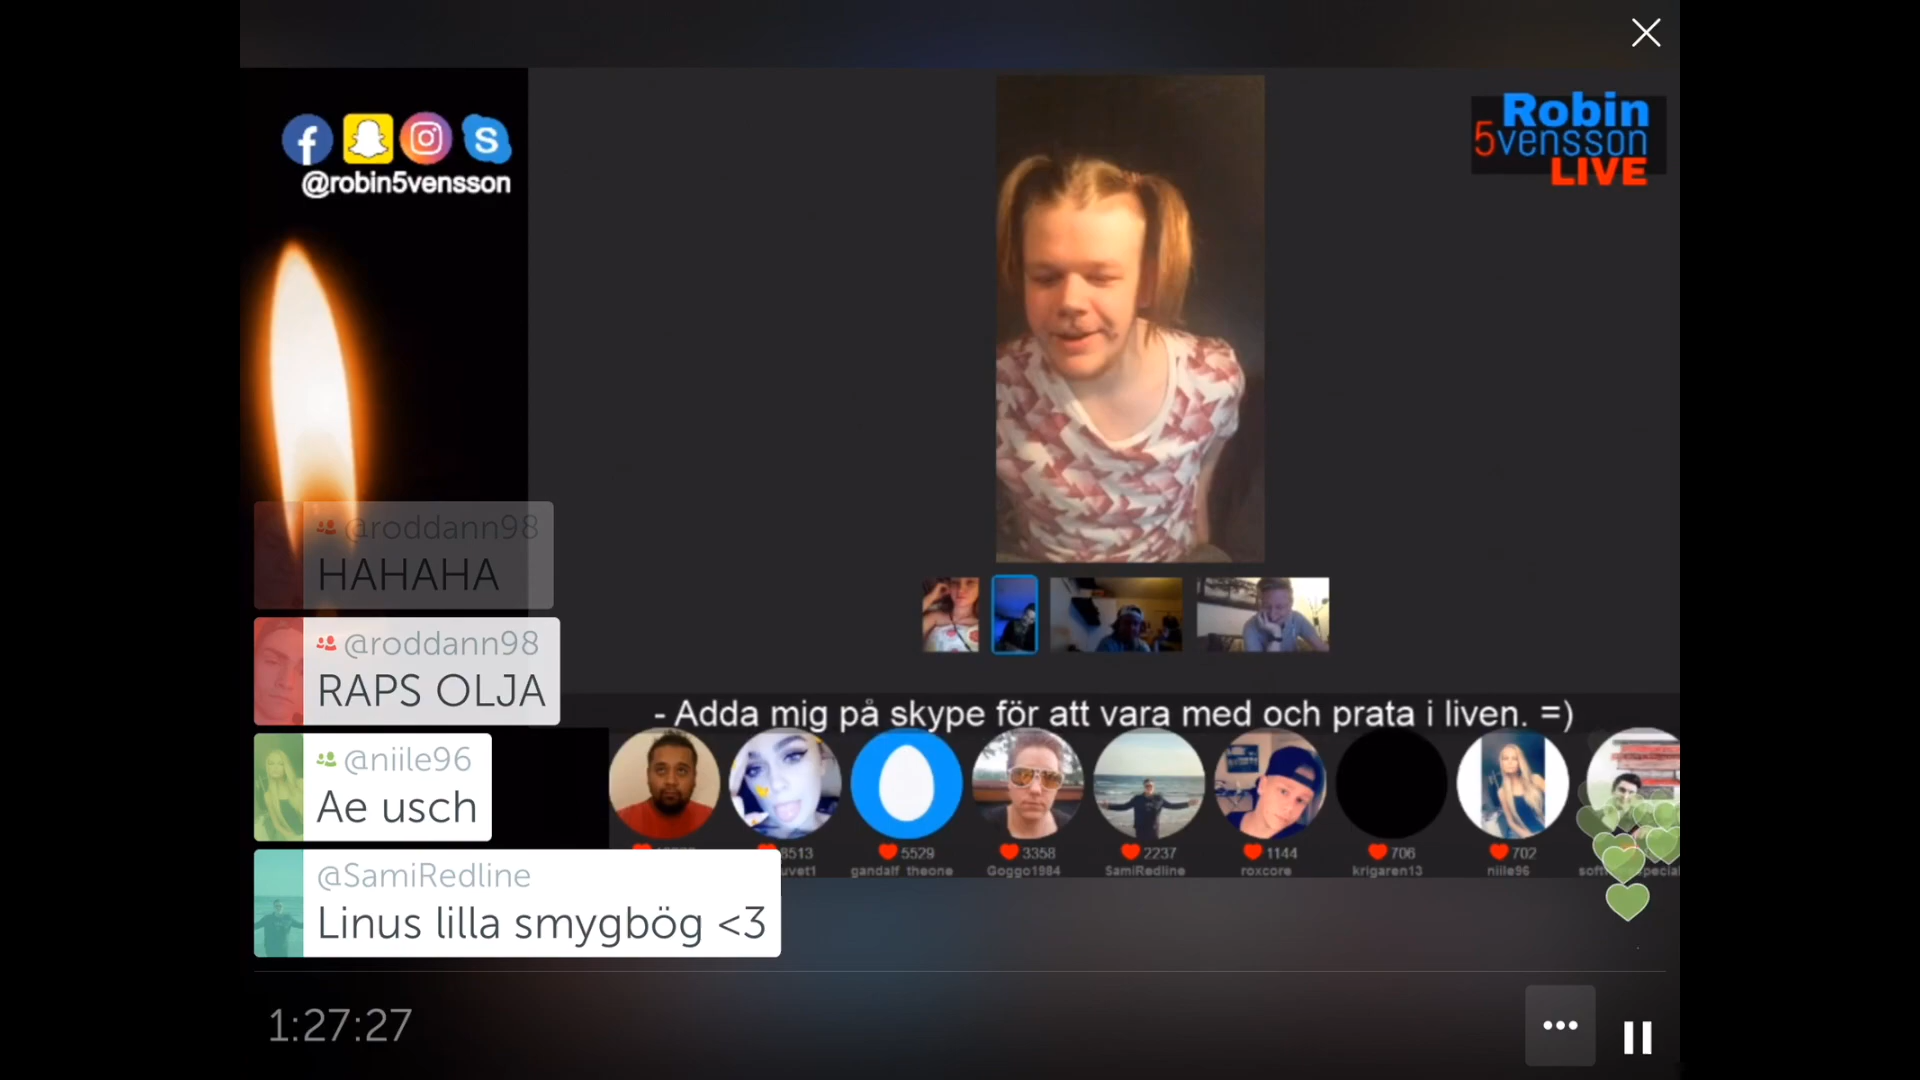 @robin5vensson
Robin
5vensson
LIVE
@roddann98
HAHAHA
@roddann98
RAPS OLJA
@niile96
Ae usch
@SamiRedline
Linus lilla smygbög <3
- Adda mig på skype för att vara med och prata i liven. =)
5529
3358
2237
1144
706
702
gandalf_theone
Goggo1984
SamiRedline
roxcore
krigaren13
niile96
1:27:27